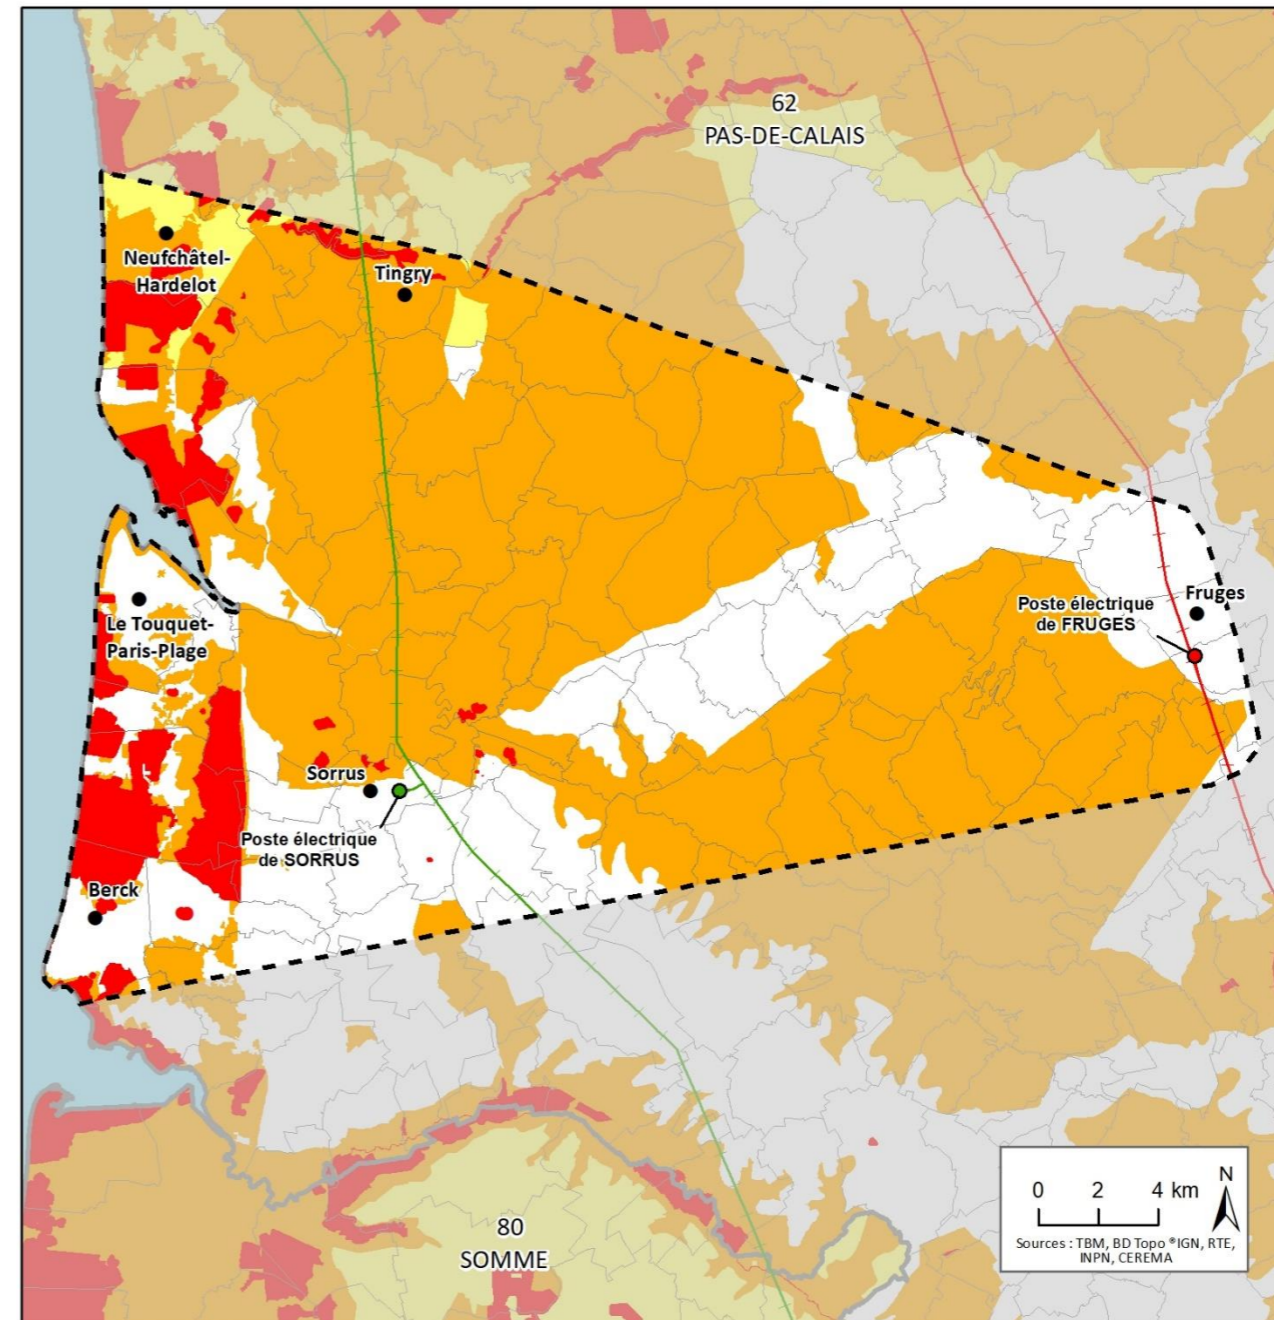 62
PAS-DE-CALAIS
Neufchâtel-
Hardelot
Tingry
Fruges
Poste électrique
de FRUGES
Le Touquet-
Paris-Plage
Sorrus
Poste électrique
de SORRUS
Berck
80
SOMME
0 2 4 km
N
Sources : TBM, BD Topo ®IGN, RTE,
INPN, CEREMA